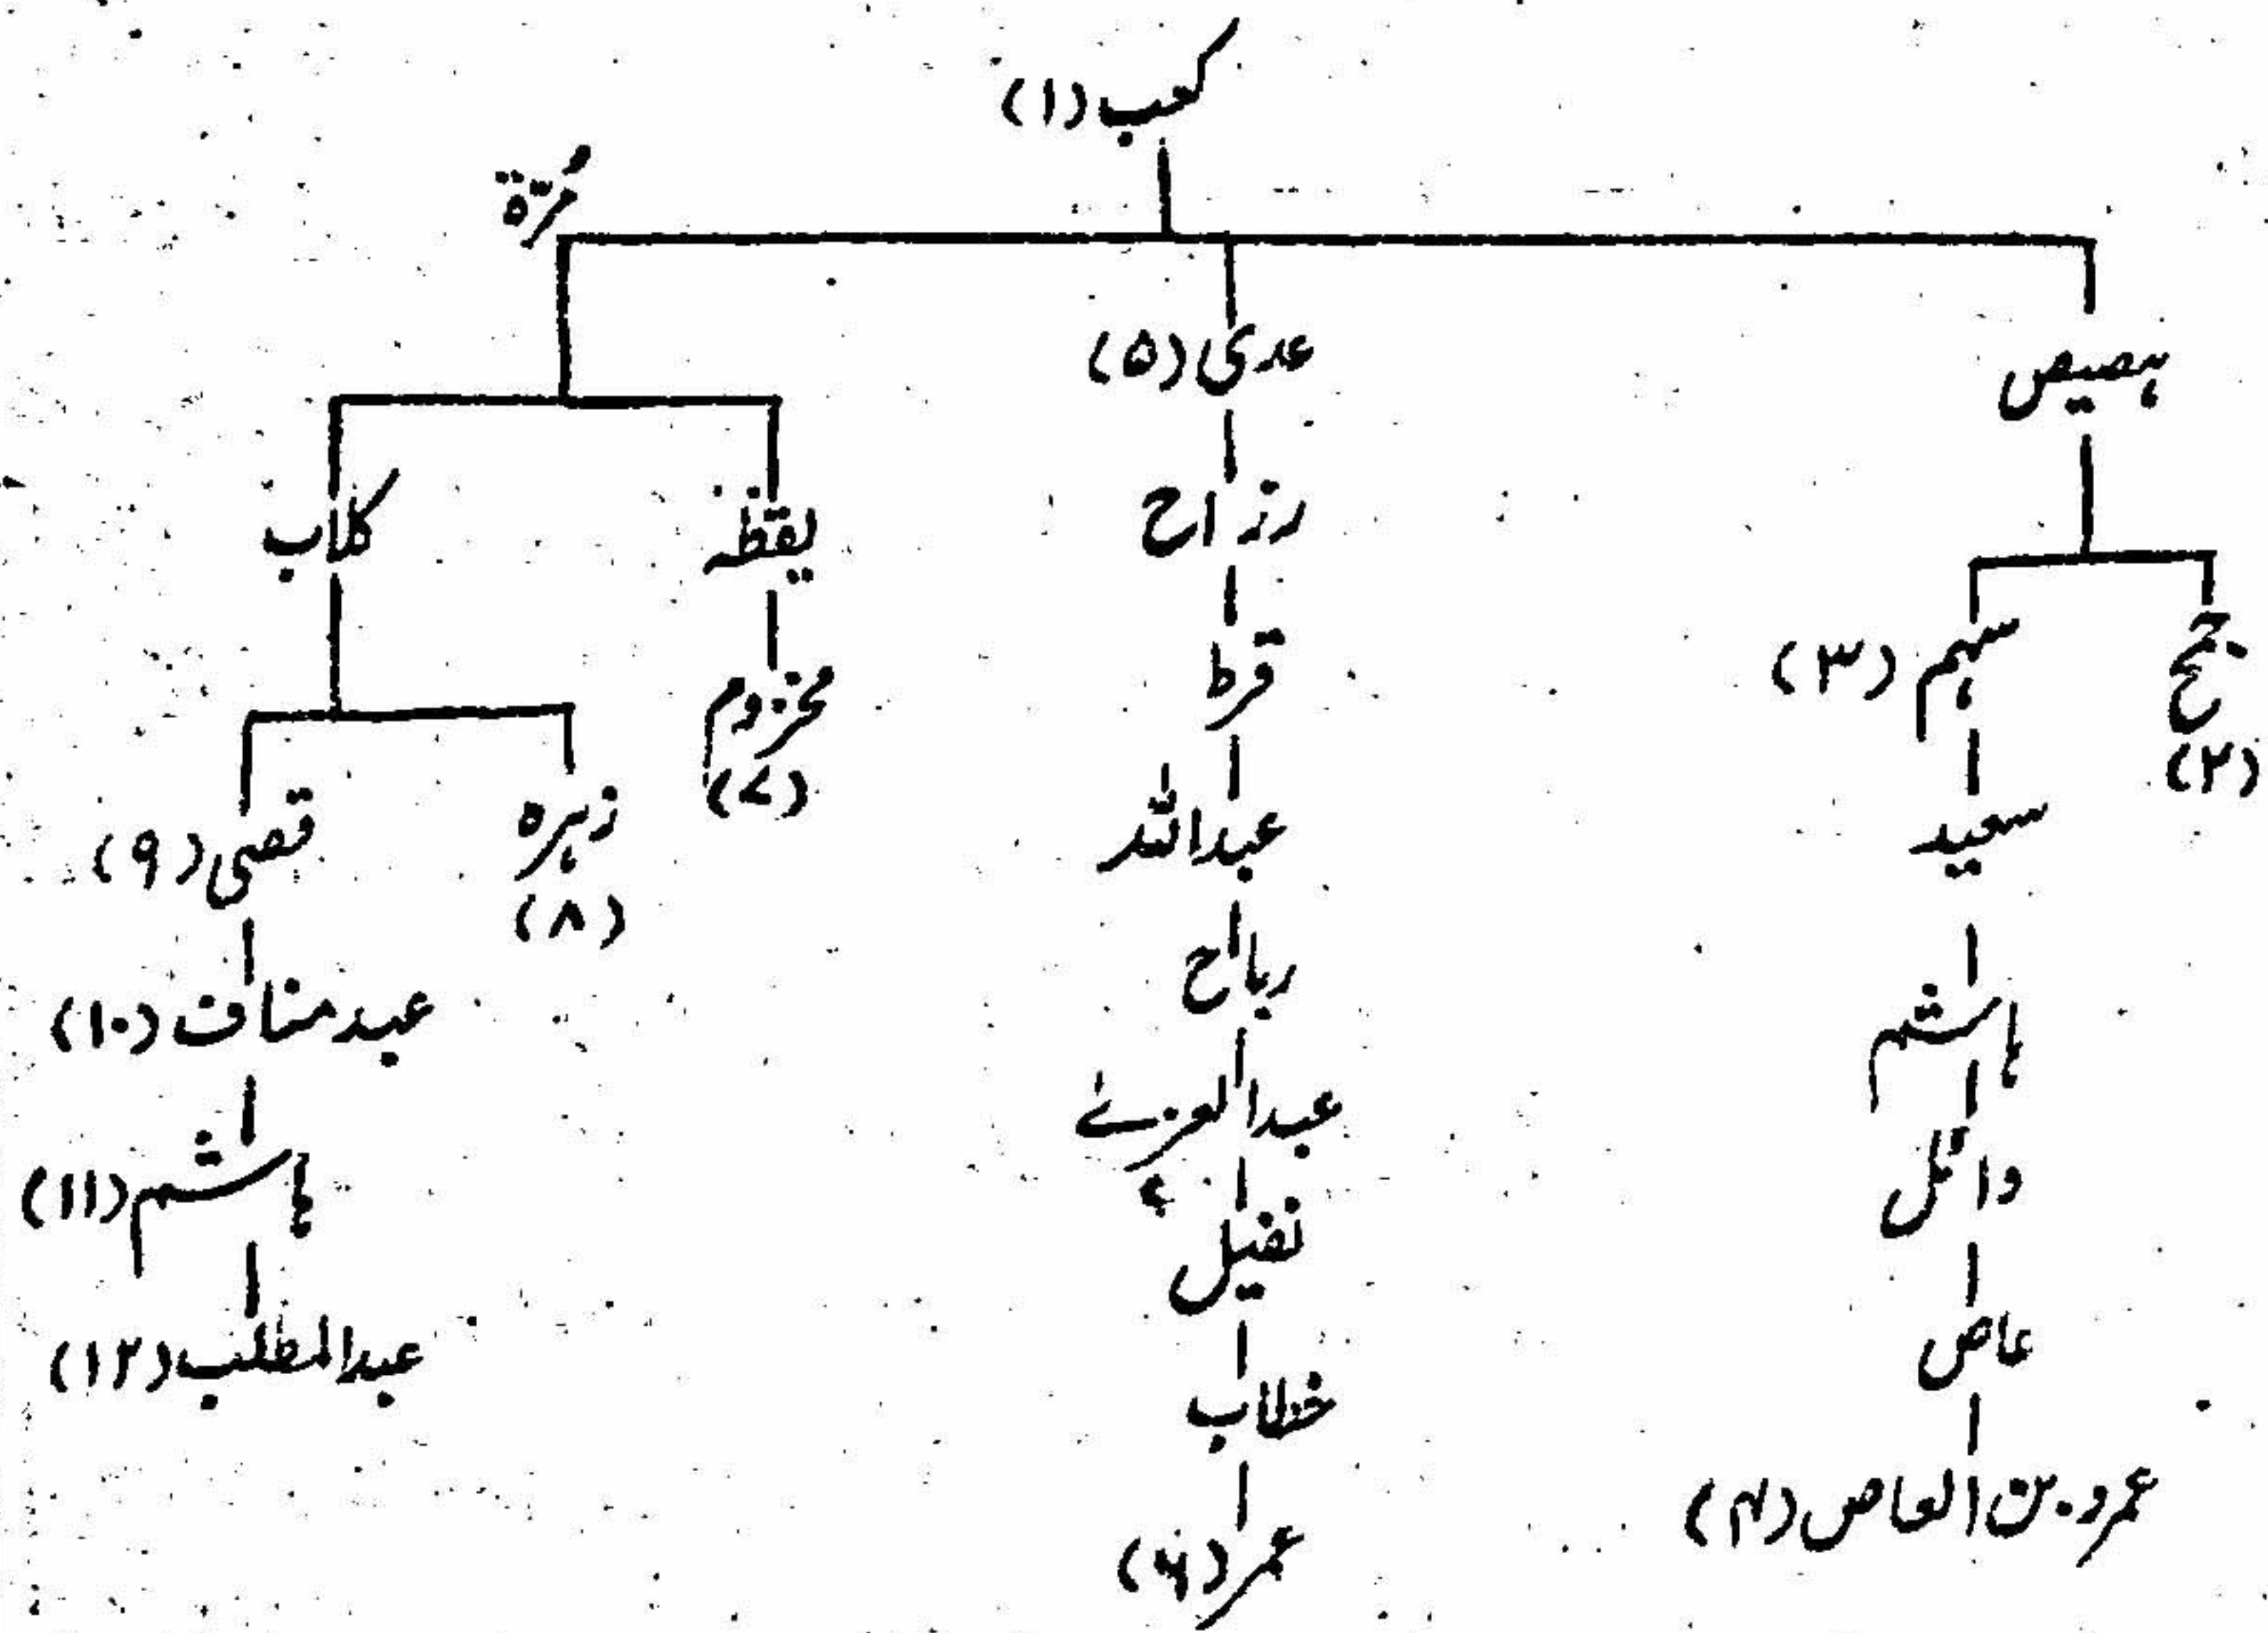 کعب (۱)
مُرّة
عدی (۵)
ہصیص
کلاب
یقظہ
رزاح
جمح (۲)
سہم (۳)
مخزوم (۷)
قرط
زہرہ (۸)
قصی (۹)
عبداللہ
سعید
عبد مناف (۱۰)
ریاح
ہاشم
ہاشم (۱۱)
عبدالعزیٰ
وائل
عبدالمطلب (۱۲)
نفیل
عاص
خطاب
عمرو بن العاص (۴)
عمر (۶)